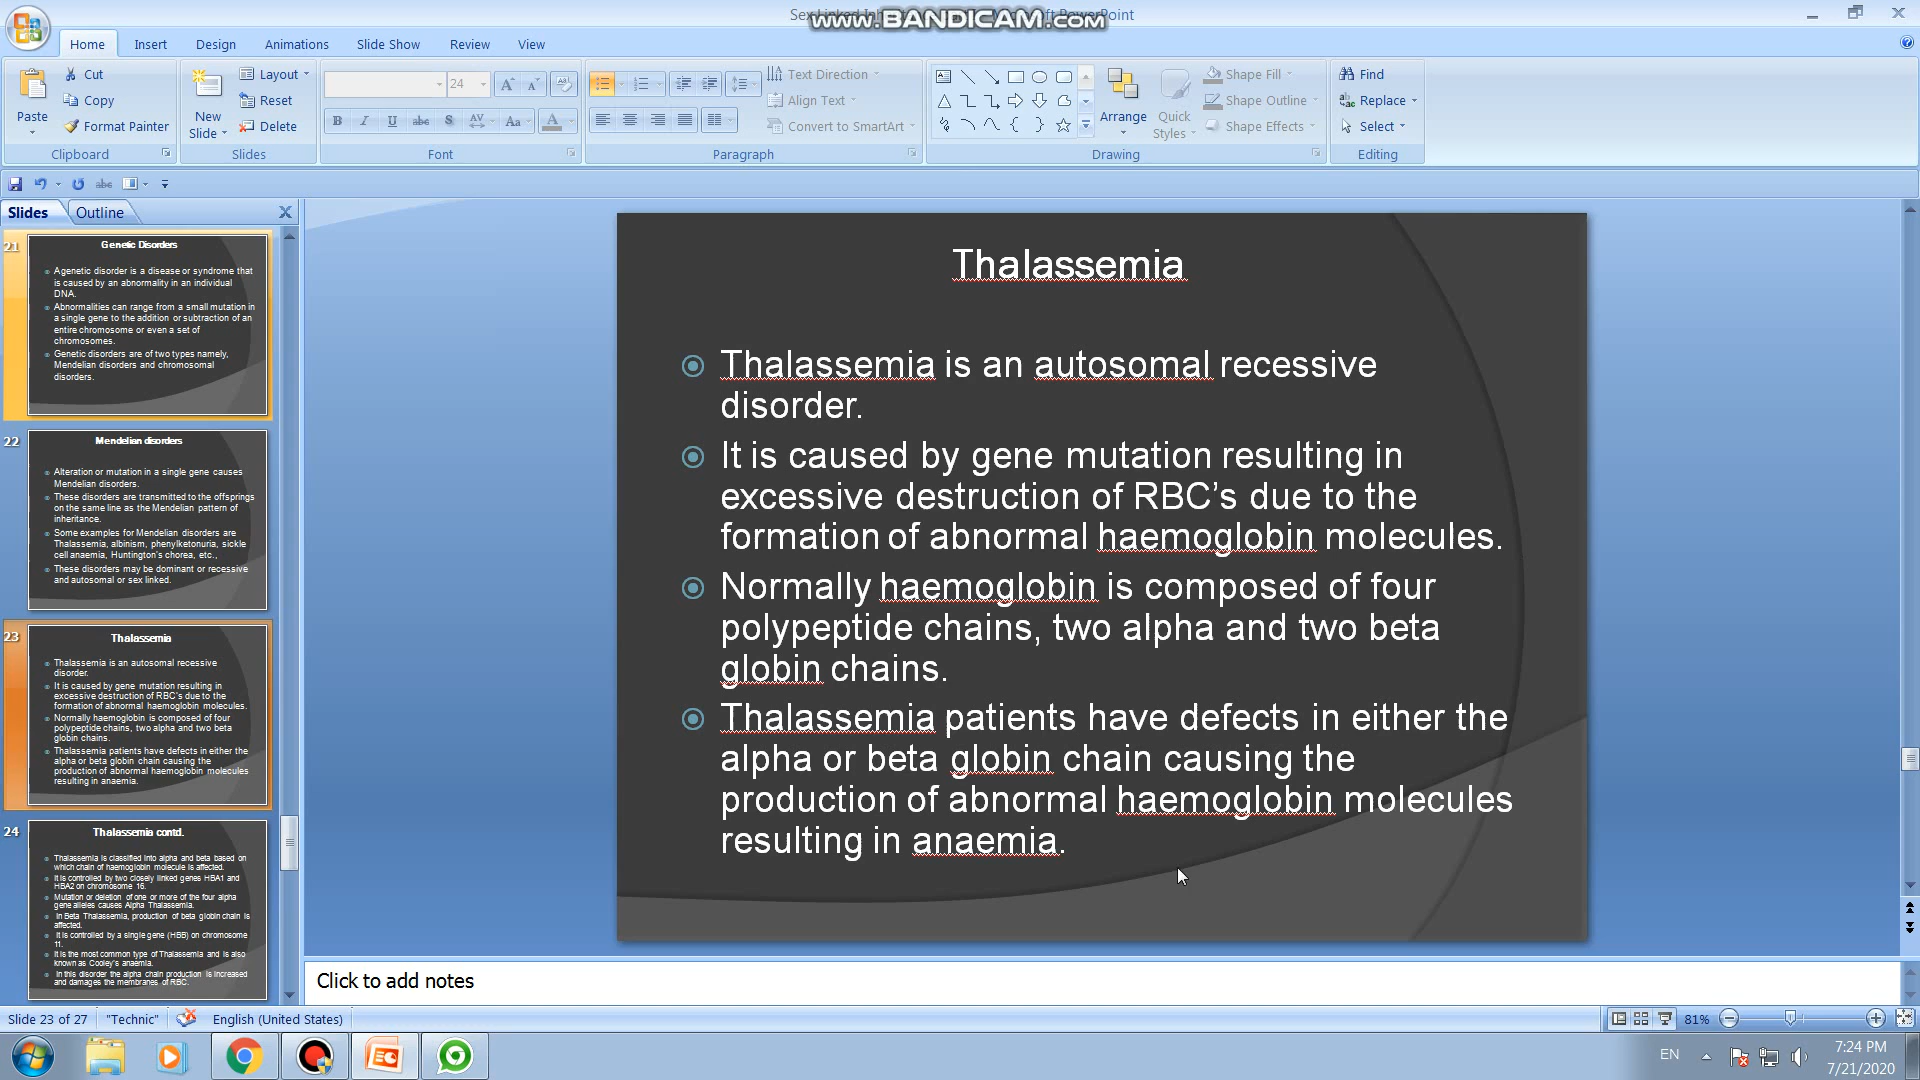 Sex Linked Inh
ft PowerPoint
www.BANDICAM.com
Home
Insert
Design
Animations
Slide Show
Review
View
Paste
Cut
Copy
Format Painter
Clipboard
New
Slide
Layout
Reset
Delete
Slides
24
B I U abc S AV Aa A
Font
Text Direction
Align Text
Convert to SmartArt
Paragraph
Arrange
Quick
Styles
Shape Fill
Shape Outline
Shape Effects
Drawing
Find
Replace
Select
Editing
Slides
Outline
21
Genetic Disorders
Agenetic disorder is a disease or syndrome that
is caused by an abnormality in an individual
DNA.
Abnormalities can range from a small mutation in
a single gene to the addition or subtraction of an
entire chromosome or even a set of
chromosomes.
Genetic disorders are of two types namely,
Mendelian disorders and chromosomal
disorders.
22
Mendelian disorders
Alteration or mutation in a single gene causes
Mendelian disorders.
These disorders are transmitted to the offsprings
on the same line as the Mendelian pattern of
inheritance.
Some examples for Mendelian disorders are
Thalassemia, albinism, phenylketonuria, sickle
cell anaemia, Huntington's chorea, etc.,
These disorders may be dominant or recessive
and autosomal or sex linked.
23
Thalassemia
Thalassemia is an autosomal recessive
disorder.
It is caused by gene mutation resulting in
excessive destruction of RBC's due to the
formation of abnormal haemoglobin molecules.
Normally haemoglobin is composed of four
polypeptide chains, two alpha and two beta
globin chains.
Thalassemia patients have defects in either the
alpha or beta globin chain causing the
production of abnormal haemoglobin molecules
resulting in anaemia.
24
Thalassemia contd.
Thalassemia is classified into alpha and beta based on
which chain of haemoglobin molecule is affected.
It is controlled by two closely linked genes HBA1 and
HBA2 on chromosome 16.
Mutation or deletion of one or more of the four alpha
gene alleles causes Alpha Thalassemia.
In Beta Thalassemia, production of beta globin chain is
affected.
It is controlled by a single gene (HBB) on chromosome
11.
It is the most common type of Thalassemia and is also
known as Cooley's anaemia.
In this disorder the alpha chain production is increased
and damages the membranes of RBC.
Thalassemia
Thalassemia is an autosomal recessive
disorder.
It is caused by gene mutation resulting in
excessive destruction of RBC’s due to the
formation of abnormal haemoglobin molecules.
Normally haemoglobin is composed of four
polypeptide chains, two alpha and two beta
globin chains.
Thalassemia patients have defects in either the
alpha or beta globin chain causing the
production of abnormal haemoglobin molecules
resulting in anaemia.
Click to add notes
Slide 23 of 27
"Technic"
English (United States)
81%
EN
7:24 PM
7/21/2020